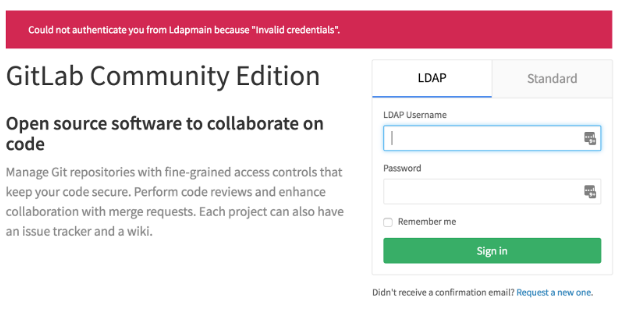 Could not authenticate you from Ldapmain because "Invalid credentials".
GitLab Community Edition
Open source software to collaborate on
code
Manage Git repositories with fine-grained access controls that
keep your code secure. Perform code reviews and enhance
collaboration with merge requests. Each project can also have
an issue tracker and a wiki.
LDAP
Standard
LDAP Username
Password
Remember me
Sign in
Didn't receive a confirmation email? Request a new one.